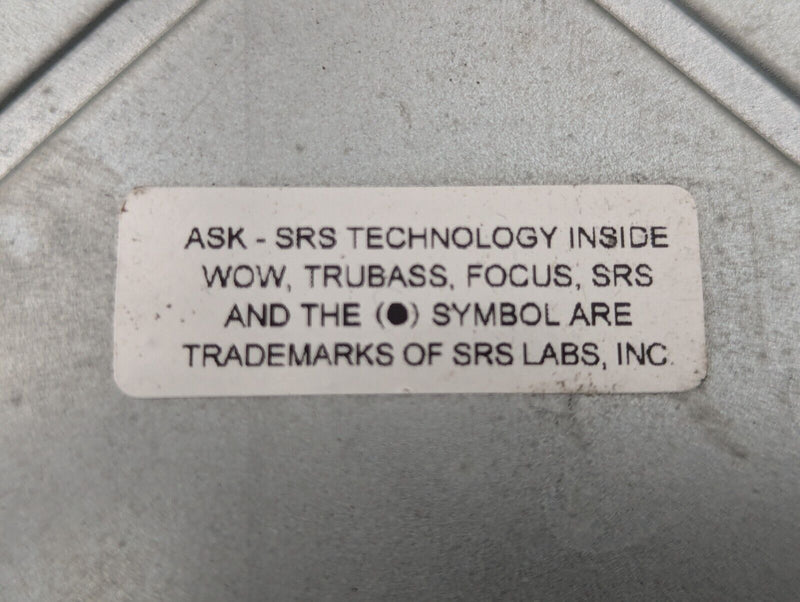 ASK - SRS TECHNOLOGY INSIDE
WOW, TRUBASS, FOCUS, SRS
AND THE (●) SYMBOL ARE
TRADEMARKS OF SRS LABS, INC